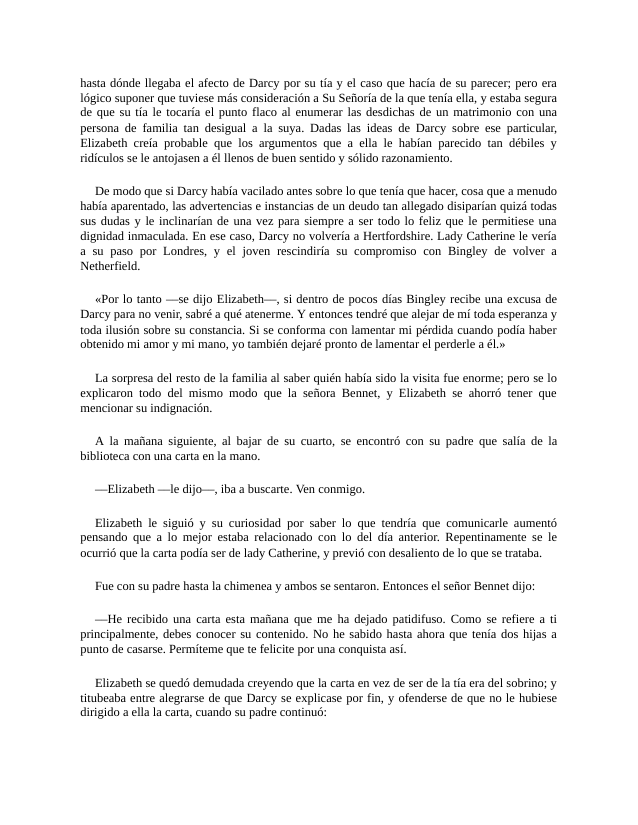 hasta dónde llegaba el afecto de Darcy por su tía y el caso que hacía de su parecer; pero era
lógico suponer que tuviese más consideración a Su Señoría de la que tenía ella, y estaba segura
de que su tía le tocaría el punto flaco al enumerar las desdichas de un matrimonio con una
persona de familia tan desigual a la suya. Dadas las ideas de Darcy sobre ese particular,
Elizabeth creía probable que los argumentos que a ella le habían parecido tan débiles y
ridículos se le antojasen a él llenos de buen sentido y sólido razonamiento.
De modo que si Darcy había vacilado antes sobre lo que tenía que hacer, cosa que a menudo
había aparentado, las advertencias e instancias de un deudo tan allegado disiparían quizá todas
sus dudas y le inclinarían de una vez para siempre a ser todo lo feliz que le permitiese una
dignidad inmaculada. En ese caso, Darcy no volvería a Hertfordshire. Lady Catherine le vería
a su paso por Londres, y el joven rescindiría su compromiso con Bingley de volver a
Netherfield.
«Por lo tanto —se dijo Elizabeth—, si dentro de pocos días Bingley recibe una excusa de
Darcy para no venir, sabré a qué atenerme. Y entonces tendré que alejar de mí toda esperanza y
toda ilusión sobre su constancia. Si se conforma con lamentar mi pérdida cuando podía haber
obtenido mi amor y mi mano, yo también dejaré pronto de lamentar el perderle a él.»
La sorpresa del resto de la familia al saber quién había sido la visita fue enorme; pero se lo
explicaron todo del mismo modo que la señora Bennet, y Elizabeth se ahorró tener que
mencionar su indignación.
A la mañana siguiente, al bajar de su cuarto, se encontró con su padre que salía de la
biblioteca con una carta en la mano.
—Elizabeth —le dijo—, iba a buscarte. Ven conmigo.
Elizabeth le siguió y su curiosidad por saber lo que tendría que comunicarle aumentó
pensando que a lo mejor estaba relacionado con lo del día anterior. Repentinamente se le
ocurrió que la carta podía ser de lady Catherine, y previó con desaliento de lo que se trataba.
Fue con su padre hasta la chimenea y ambos se sentaron. Entonces el señor Bennet dijo:
—He recibido una carta esta mañana que me ha dejado patidifuso. Como se refiere a ti
principalmente, debes conocer su contenido. No he sabido hasta ahora que tenía dos hijas a
punto de casarse. Permíteme que te felicite por una conquista así.
Elizabeth se quedó demudada creyendo que la carta en vez de ser de la tía era del sobrino; y
titubeaba entre alegrarse de que Darcy se explicase por fin, y ofenderse de que no le hubiese
dirigido a ella la carta, cuando su padre continuó: